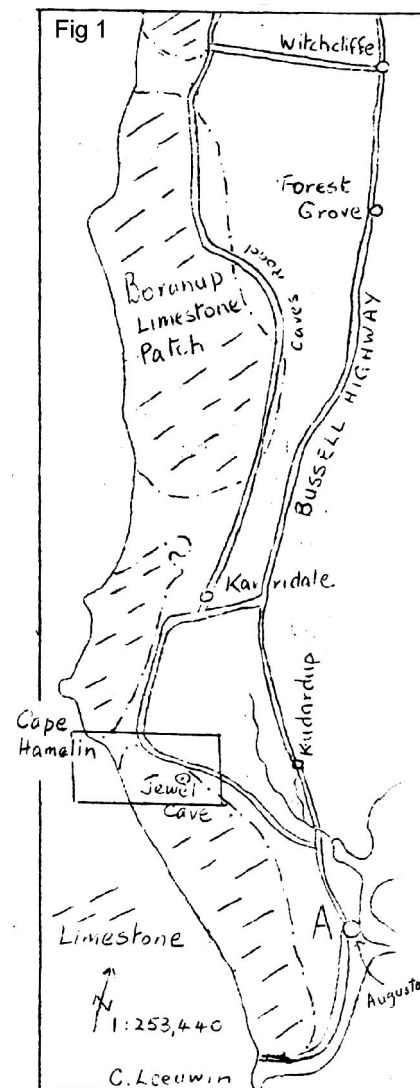 Fig 1
Witchcliffe
Forest
Grove
Caves Road
Boranup
Limestone
Patch
BUSSELL HIGHWAY
?
Karridale
Kudardup
Cape
Hamelin
Jewel
Cave
Limestone
A
Augusta
N
1:253,440
C. Leeuwin